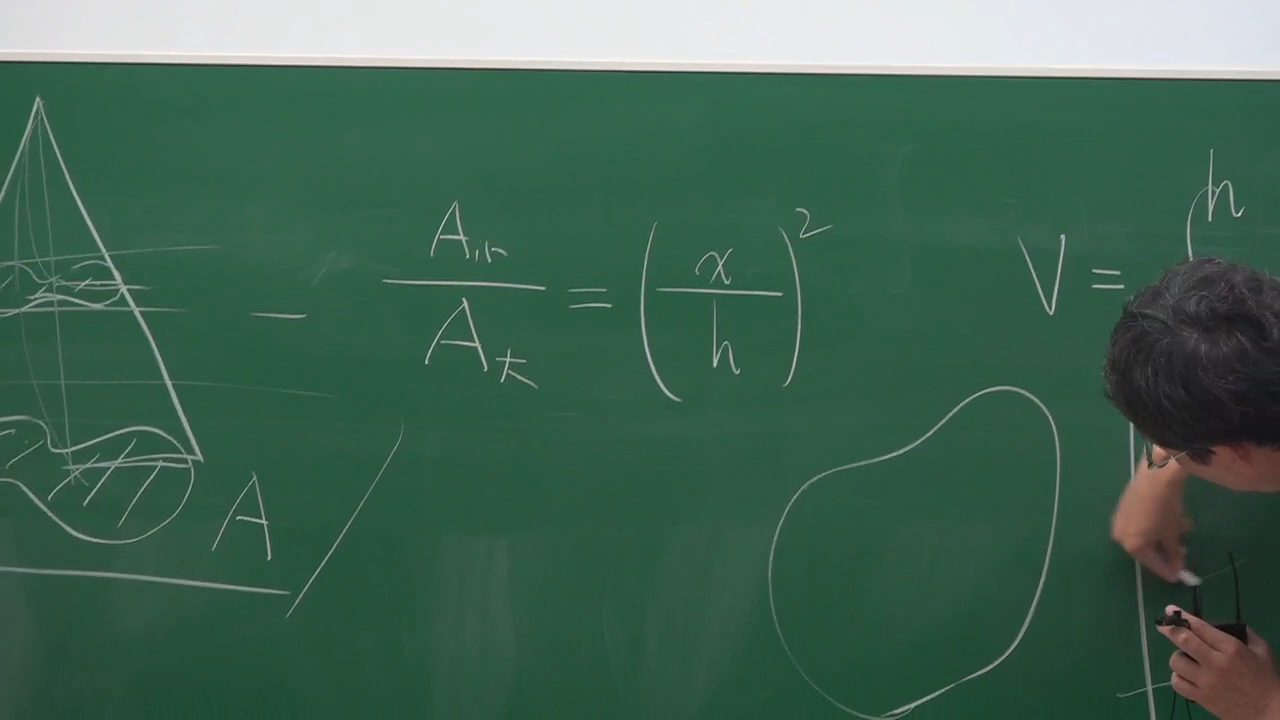 A小 / A大 = (x / h)²
V =
h
A